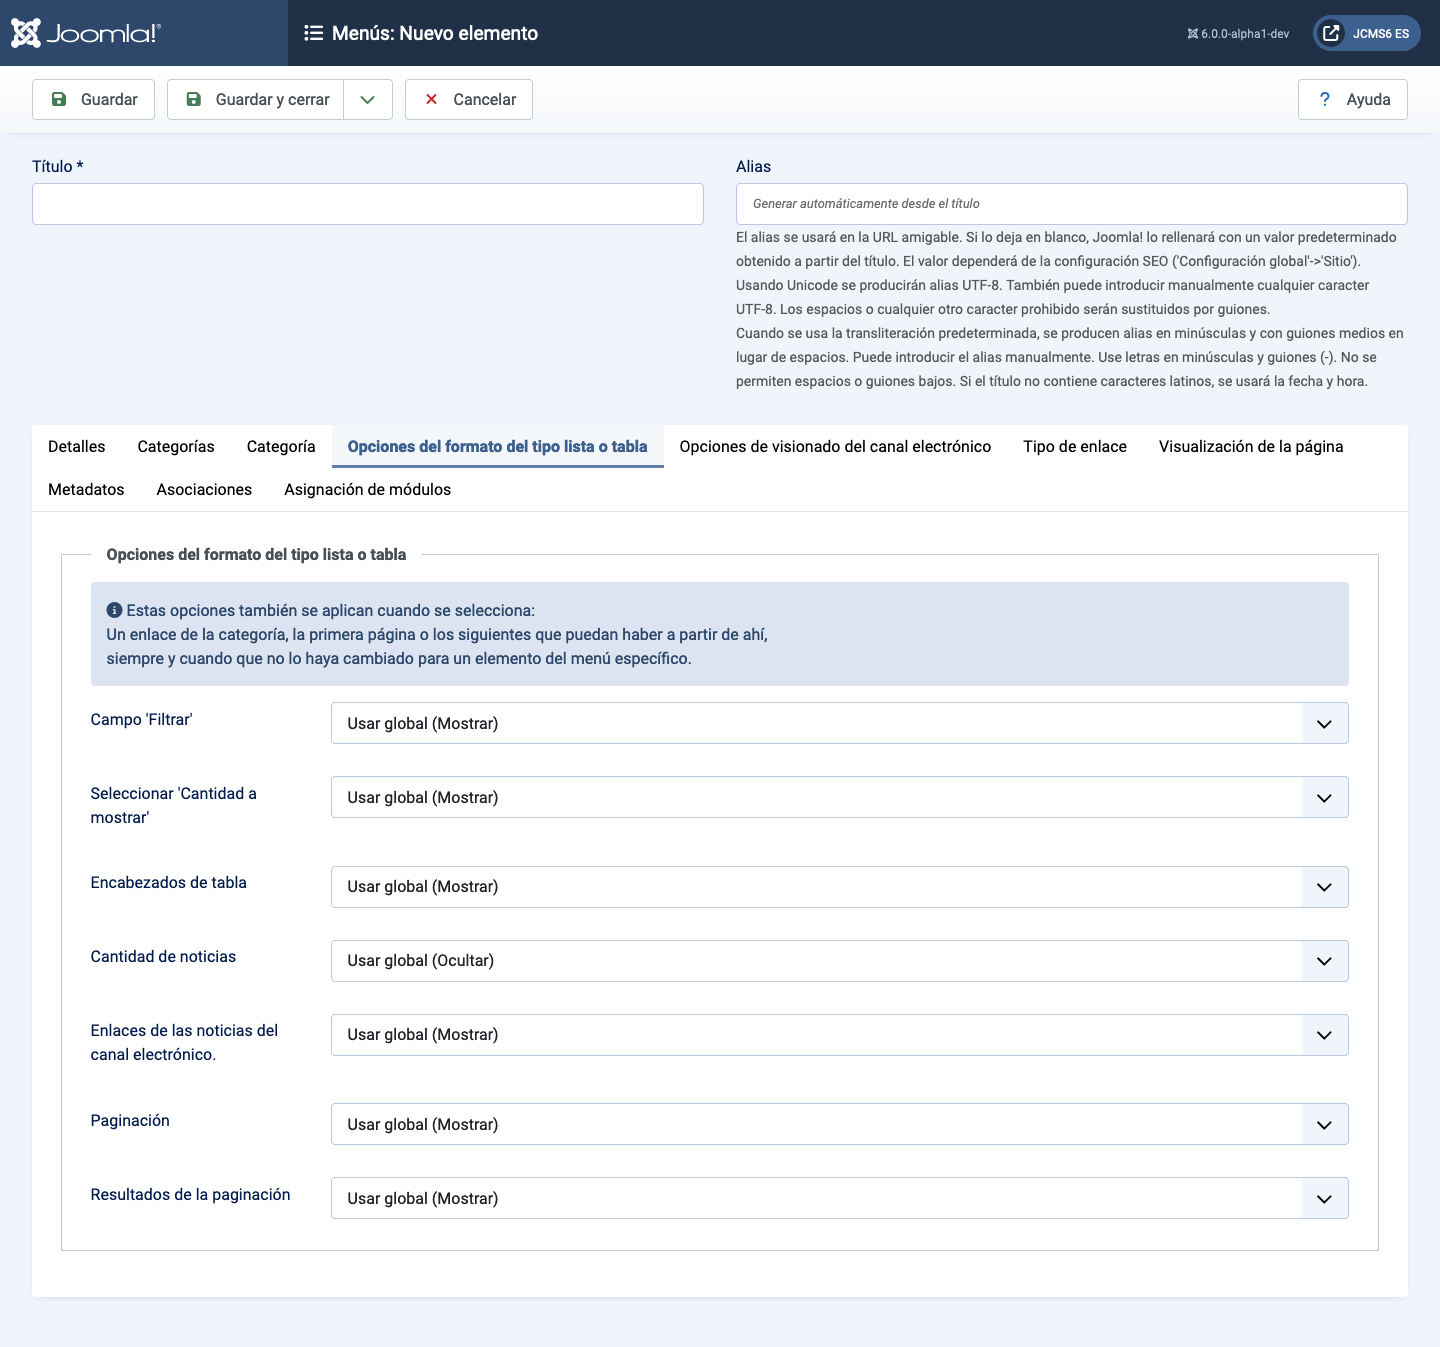 Joomla!®
Menús: Nuevo elemento
6.0.0-alpha1-dev
JCMS6 ES
Guardar
Guardar y cerrar
Cancelar
? Ayuda
Título *
Alias
Generar automáticamente desde el título
El alias se usará en la URL amigable. Si lo deja en blanco, Joomla! lo rellenará con un valor predeterminado
obtenido a partir del título. El valor dependerá de la configuración SEO ('Configuración global'->'Sitio').
Usando Unicode se producirán alias UTF-8. También puede introducir manualmente cualquier caracter
UTF-8. Los espacios o cualquier otro caracter prohibido serán sustituidos por guiones.
Cuando se usa la transliteración predeterminada, se producen alias en minúsculas y con guiones medios en
lugar de espacios. Puede introducir el alias manualmente. Use letras en minúsculas y guiones (-). No se
permiten espacios o guiones bajos. Si el título no contiene caracteres latinos, se usará la fecha y hora.
Detalles Categorías Categoría Opciones del formato del tipo lista o tabla Opciones de visionado del canal electrónico Tipo de enlace Visualización de la página
Metadatos Asociaciones Asignación de módulos
Opciones del formato del tipo lista o tabla
Estas opciones también se aplican cuando se selecciona:
Un enlace de la categoría, la primera página o los siguientes que puedan haber a partir de ahí,
siempre y cuando que no lo haya cambiado para un elemento del menú específico.
Campo 'Filtrar'
Usar global (Mostrar)
Seleccionar 'Cantidad a
mostrar'
Usar global (Mostrar)
Encabezados de tabla
Usar global (Mostrar)
Cantidad de noticias
Usar global (Ocultar)
Enlaces de las noticias del
canal electrónico.
Usar global (Mostrar)
Paginación
Usar global (Mostrar)
Resultados de la paginación
Usar global (Mostrar)